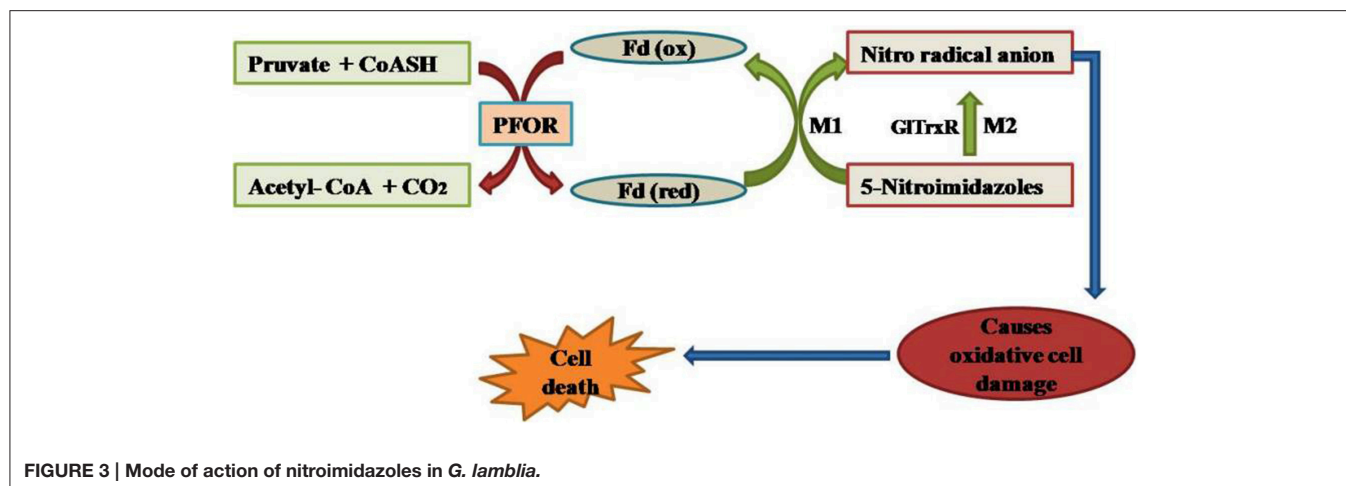 Pruvate + CoASH
Fd (ox)
Nitro radical anion
PFOR
M1
GlTrxR
M2
Acetyl-CoA + CO2
Fd (red)
5-Nitroimidazoles
Causes
oxidative cell
damage
Cell
death
FIGURE 3 | Mode of action of nitroimidazoles in G. lamblia.